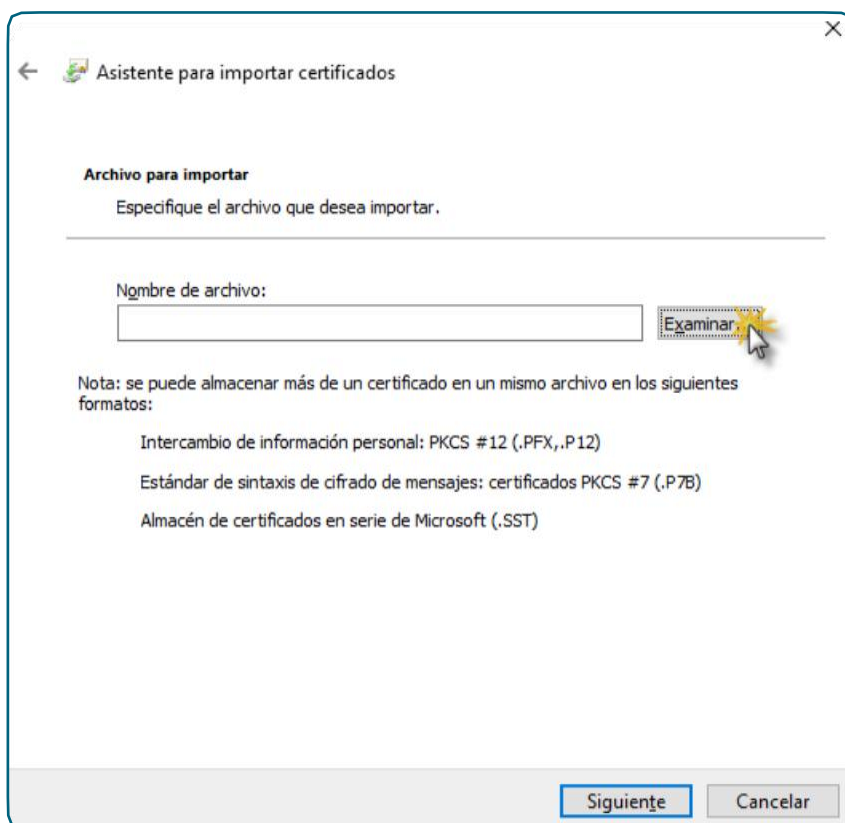 Asistente para importar certificados
Archivo para importar
Especifique el archivo que desea importar.
Nombre de archivo:
Examinar...
Nota: se puede almacenar más de un certificado en un mismo archivo en los siguientes
formatos:
Intercambio de información personal: PKCS #12 (.PFX,.P12)
Estándar de sintaxis de cifrado de mensajes: certificados PKCS #7 (.P7B)
Almacén de certificados en serie de Microsoft (.SST)
Siguiente
Cancelar